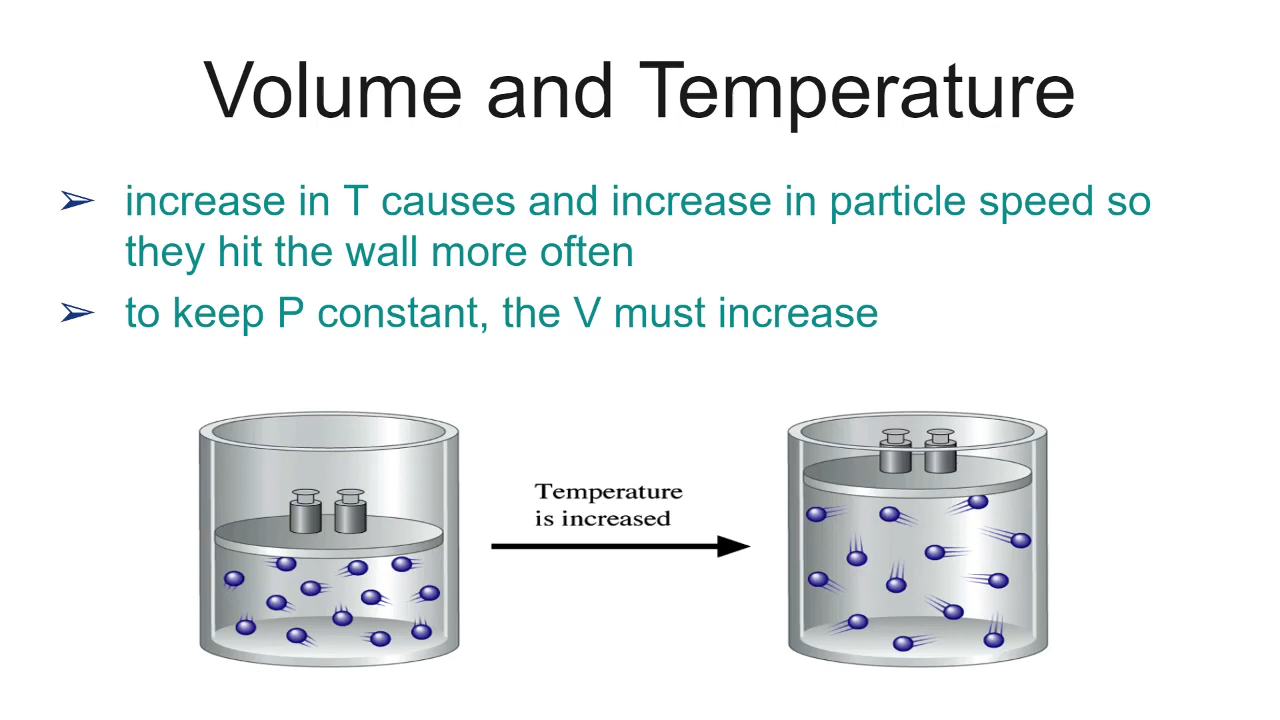 Volume and Temperature
➢ increase in T causes and increase in particle speed so
they hit the wall more often
➢ to keep P constant, the V must increase
Temperature
is increased